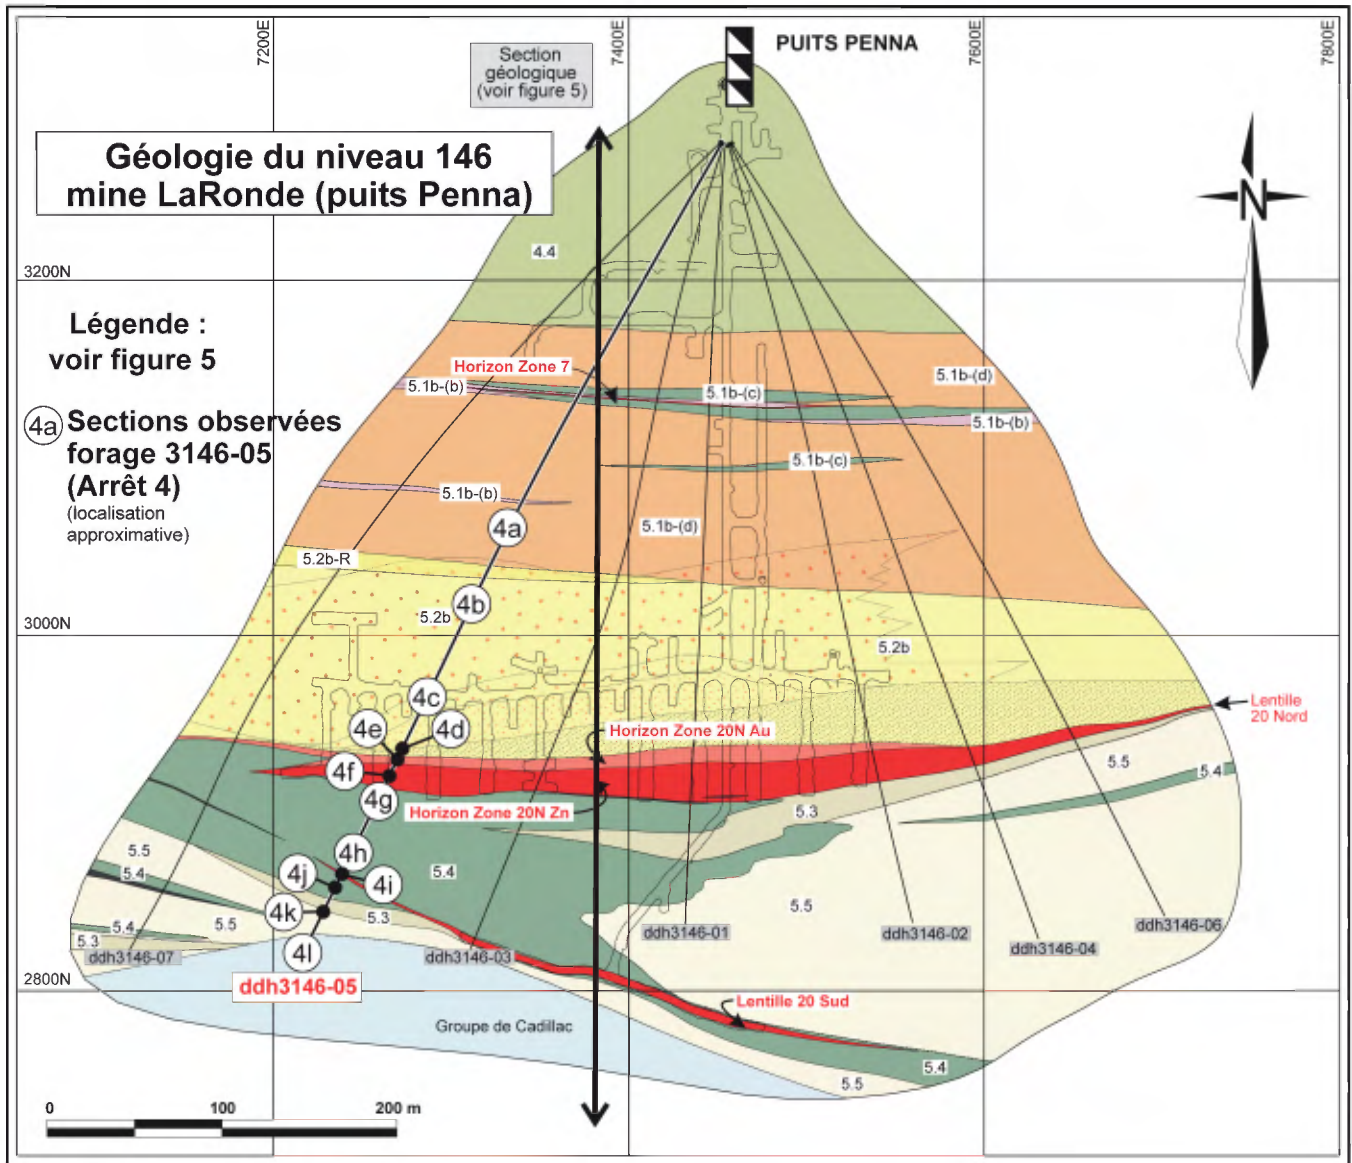 7200E
7400E
7600E
7800E
PUITS PENNA
Section
géologique
(voir figure 5)
Géologie du niveau 146
mine LaRonde (puits Penna)
N
4.4
3200N
Légende :
voir figure 5
Horizon Zone 7
5.1b-(b)
5.1b-(c)
5.1b-(d)
5.1b-(b)
4a Sections observées
forage 3146-05
(Arrêt 4)
(localisation
approximative)
5.1b-(c)
5.1b-(b)
4a
5.1b-(d)
5.2b-R
4b
5.2b
3000N
5.2b
4c
4d
4e
Lentille
20 Nord
Horizon Zone 20N Au
4f
5.5
5.4
4g
Horizon Zone 20N Zn
5.3
5.5
4h
5.4
5.4
4j
4i
4k
5.3
5.5
5.5
5.4
5.3
4l
ddh3146-07
ddh3146-03
ddh3146-01
ddh3146-02
ddh3146-04
ddh3146-06
2800N
ddh3146-05
Lentille 20 Sud
Groupe de Cadillac
5.4
5.5
0
100
200 m